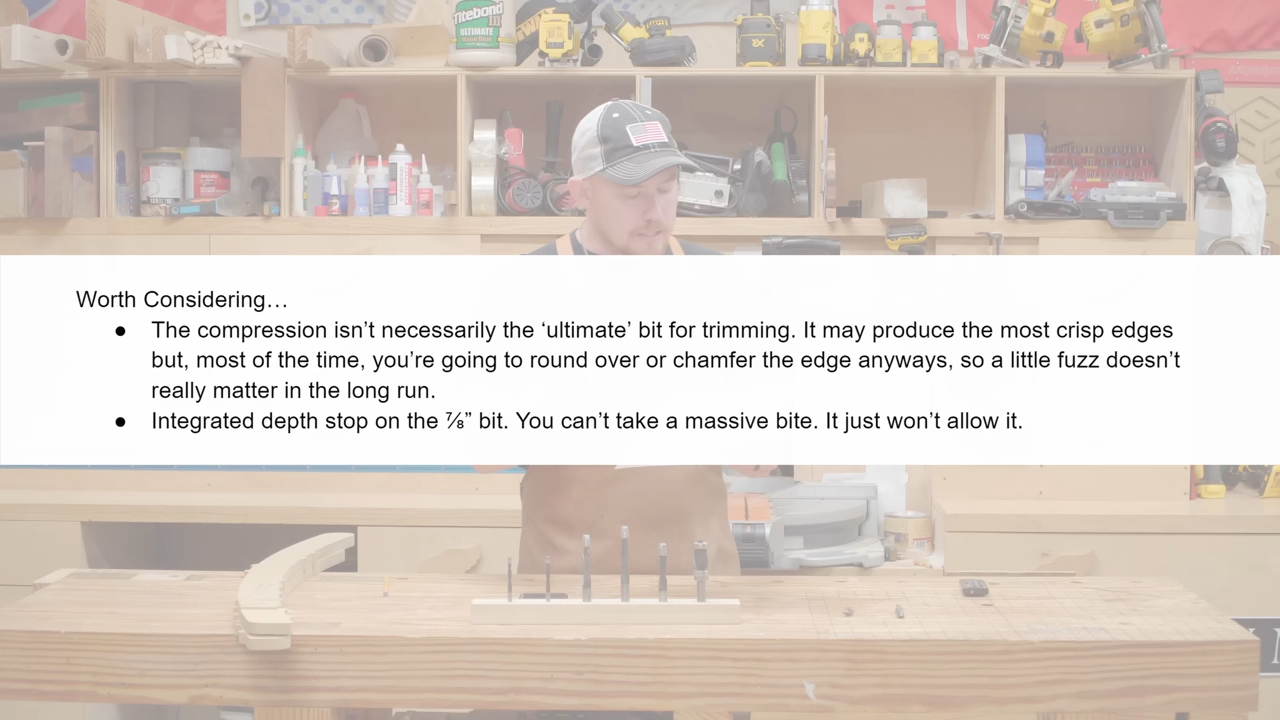 Titebond
III
ULTIMATE
Worth Considering…
● The compression isn’t necessarily the ‘ultimate’ bit for trimming. It may produce the most crisp edges
but, most of the time, you’re going to round over or chamfer the edge anyways, so a little fuzz doesn’t
really matter in the long run.
● Integrated depth stop on the ⅞” bit. You can’t take a massive bite. It just won’t allow it.